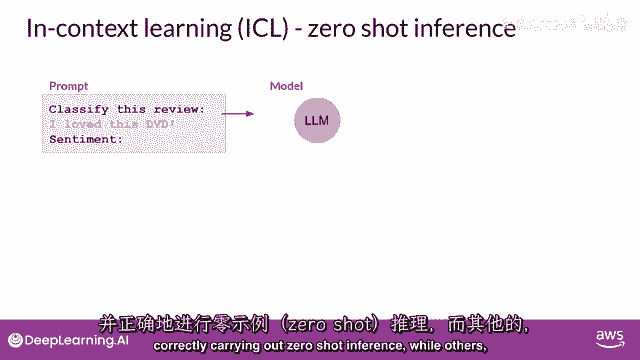 In-context learning (ICL) - zero shot inference
Prompt
Model
Classify this review:
I loved this DVD!
Sentiment:
LLM
并正确地进行零示例（zero shot）推理，而其他的，
correctly carrying out zero shot inference, while others,
DeepLearning.AI
aws